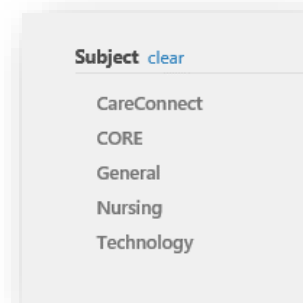 Subject clear
CareConnect
CORE
General
Nursing
Technology